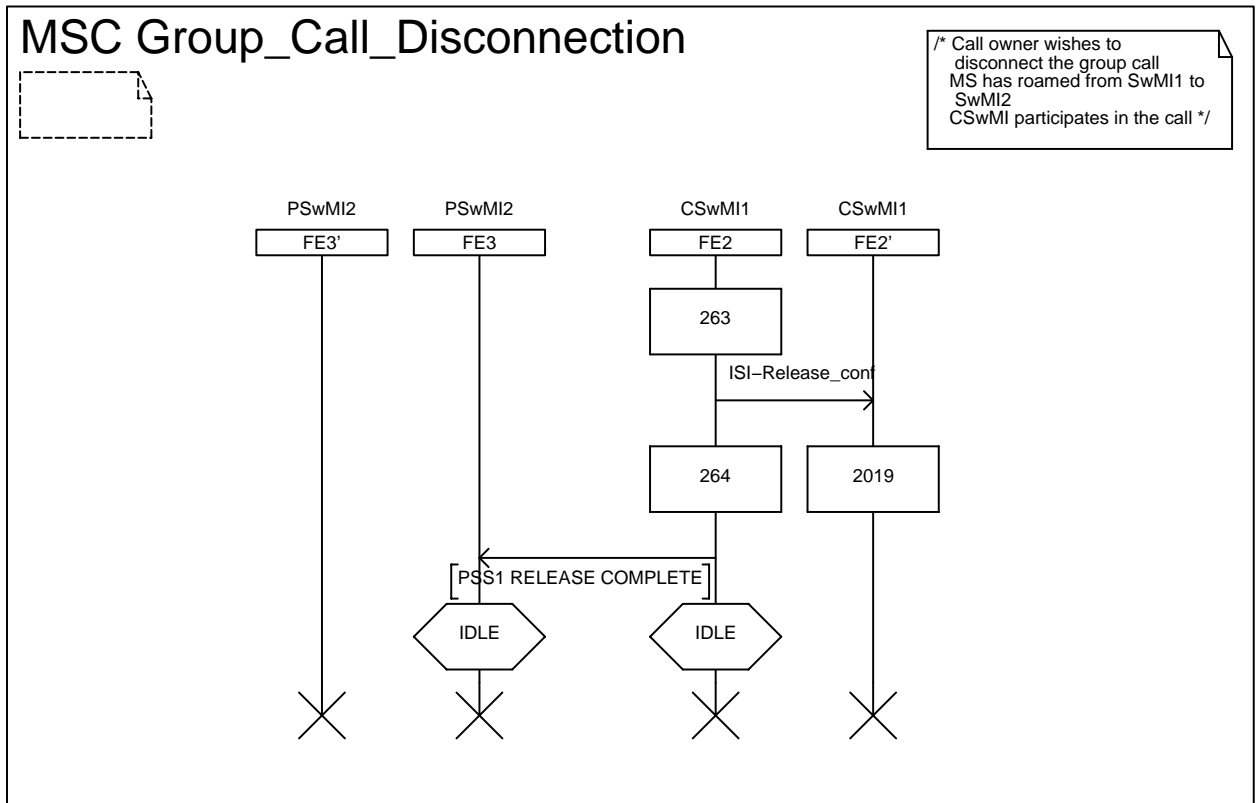 MSC Group_Call_Disconnection
/* Call owner wishes to
disconnect the group call
MS has roamed from SwMI1 to
SwMI2
CSwMI participates in the call */
PSwMI2 PSwMI2 CSwMI1 CSwMI1
FE3' FE3 FE2 FE2'
263
ISI−Release_conf
264 2019
PSS1 RELEASE COMPLETE
IDLE IDLE